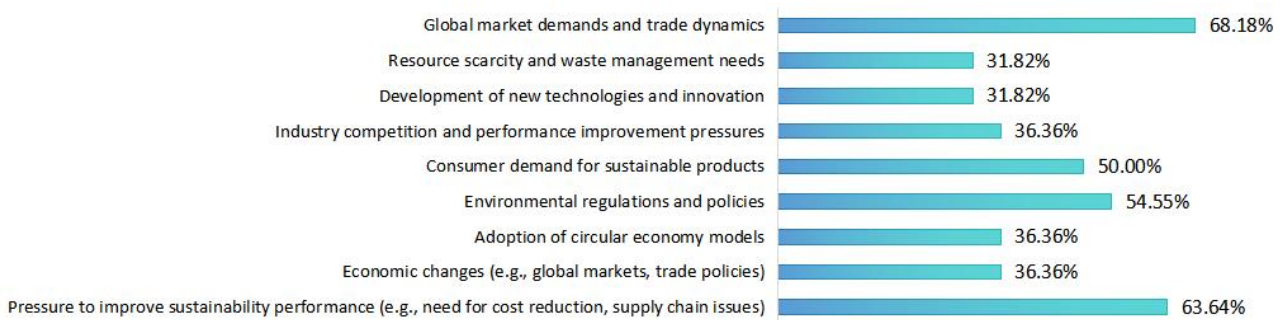 Global market demands and trade dynamics 68.18%
Resource scarcity and waste management needs 31.82%
Development of new technologies and innovation 31.82%
Industry competition and performance improvement pressures 36.36%
Consumer demand for sustainable products 50.00%
Environmental regulations and policies 54.55%
Adoption of circular economy models 36.36%
Economic changes (e.g., global markets, trade policies) 36.36%
Pressure to improve sustainability performance (e.g., need for cost reduction, supply chain issues) 63.64%